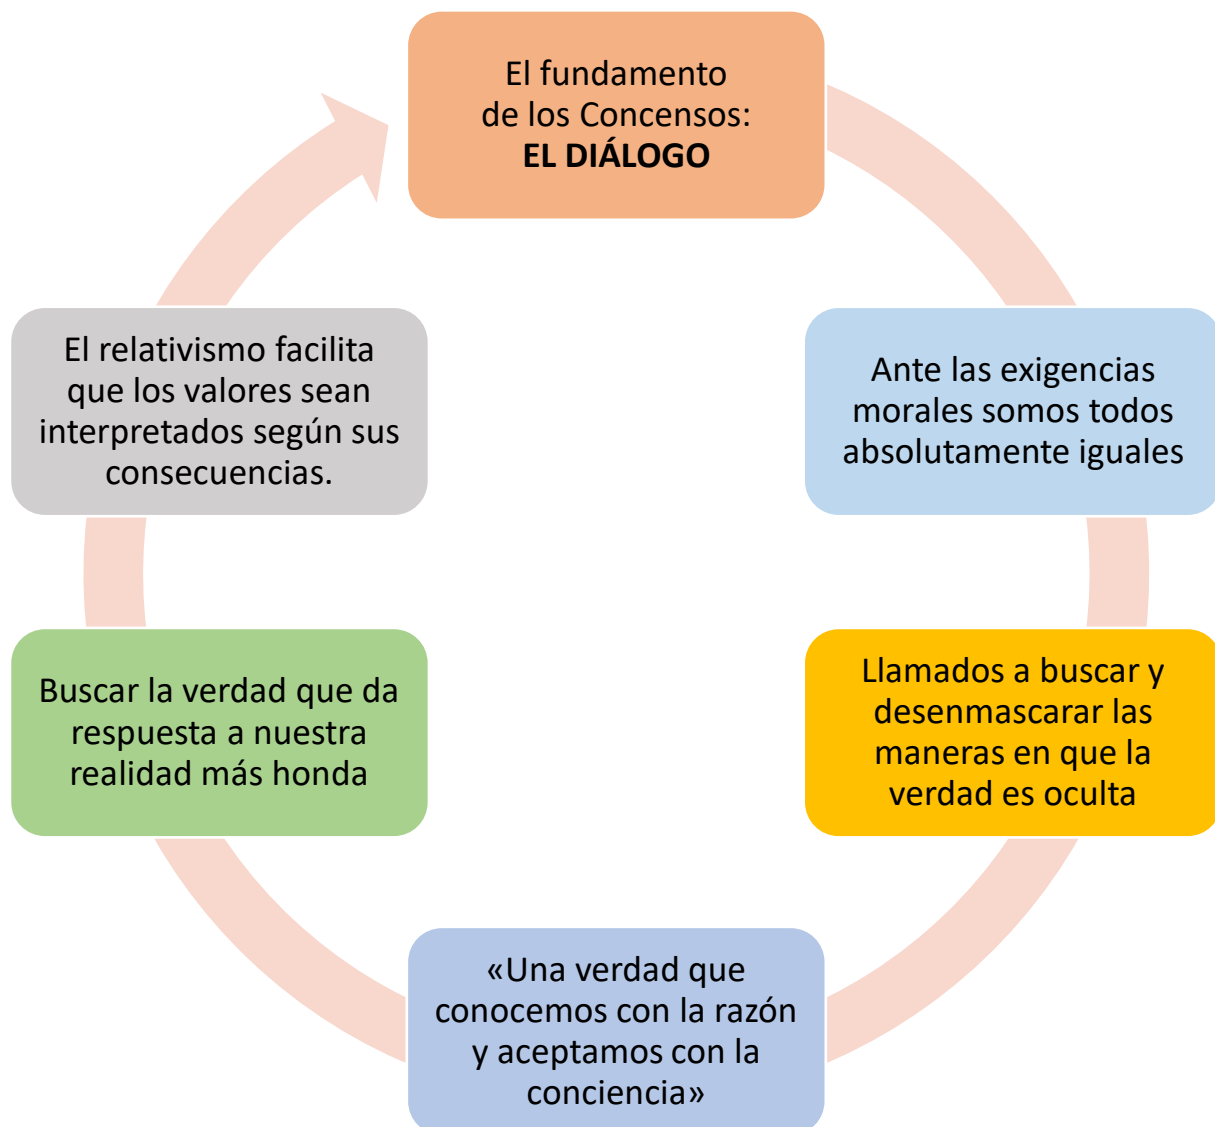 El fundamento
de los Concensos:
EL DIÁLOGO
Ante las exigencias
morales somos todos
absolutamente iguales
Llamados a buscar y
desenmascarar las
maneras en que la
verdad es oculta
«Una verdad que
conocemos con la razón
y aceptamos con la
conciencia»
Buscar la verdad que da
respuesta a nuestra
realidad más honda
El relativismo facilita
que los valores sean
interpretados según sus
consecuencias.